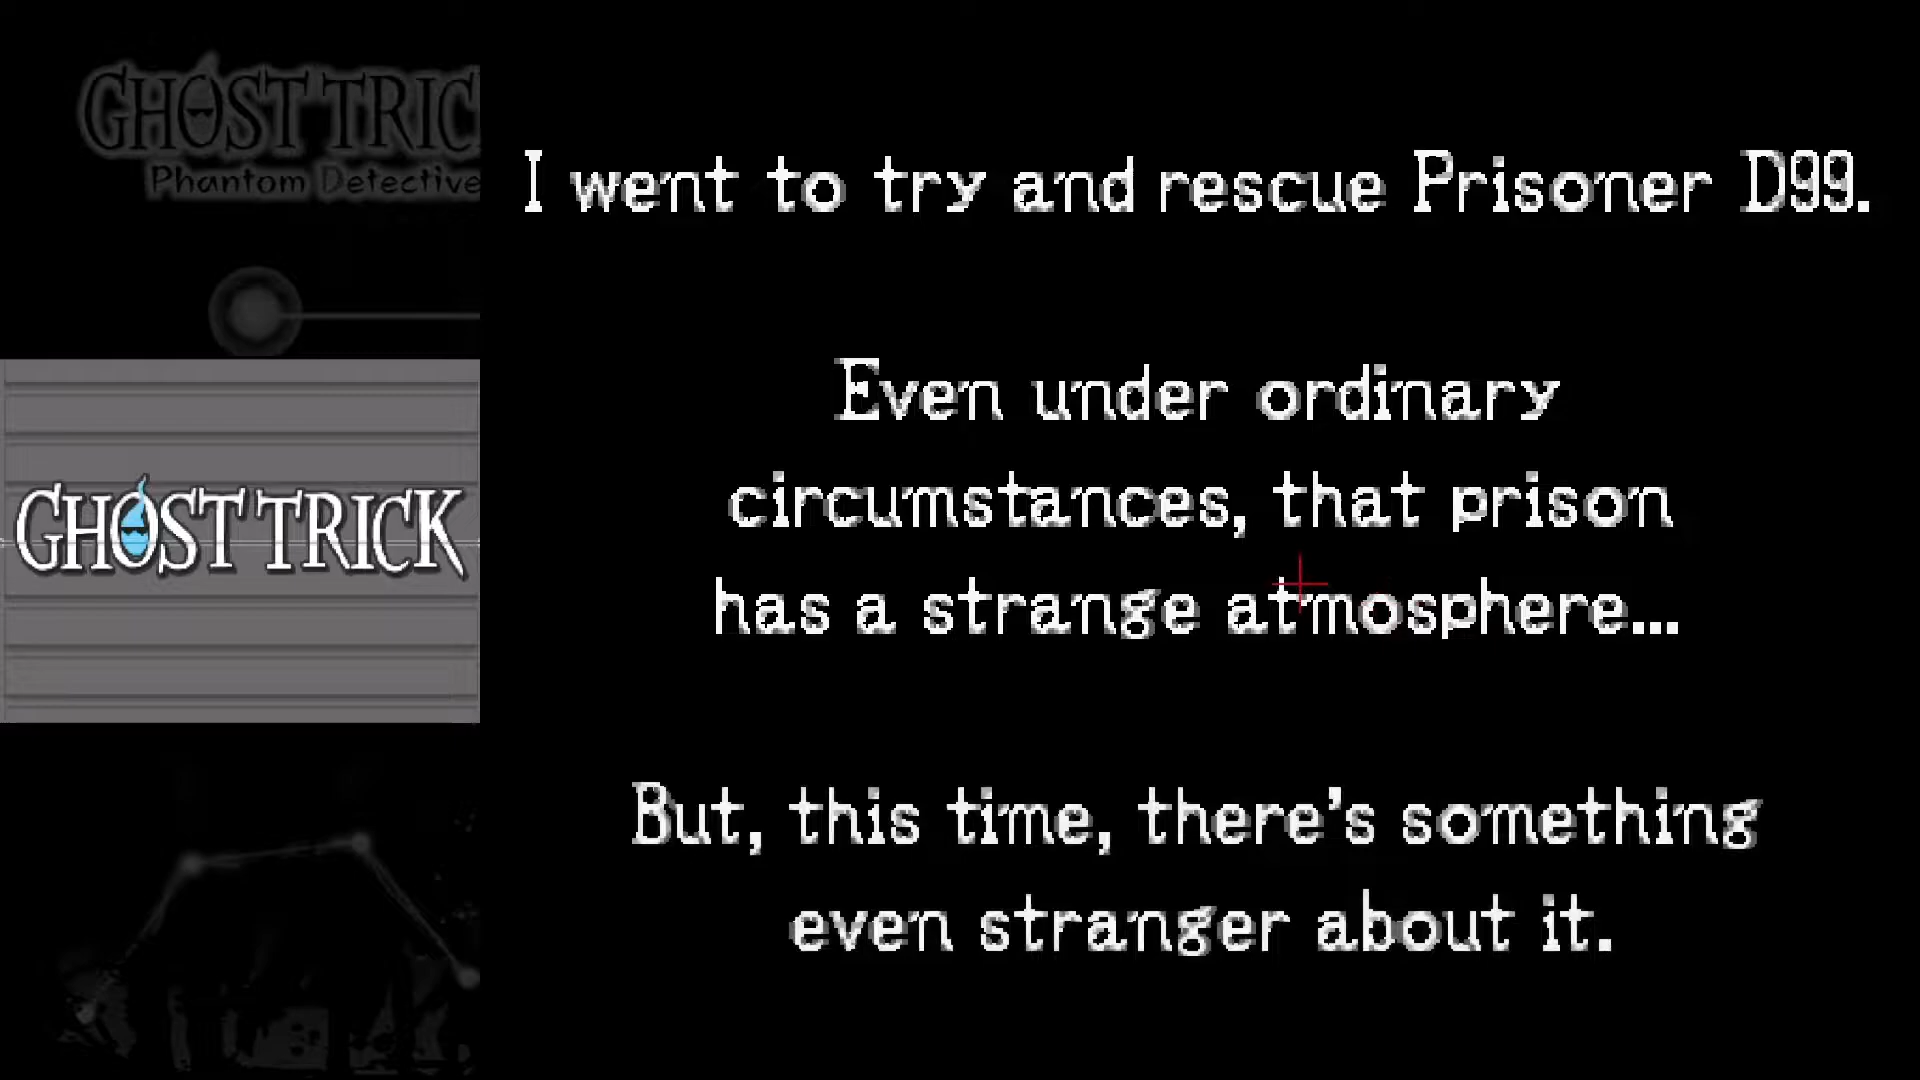 GHOST TRIC
Phantom Detective
I went to try and rescue Prisoner D99.
Even under ordinary
circumstances, that prison
has a strange atmosphere...
GHOST TRICK
But, this time, there's something
even stranger about it.